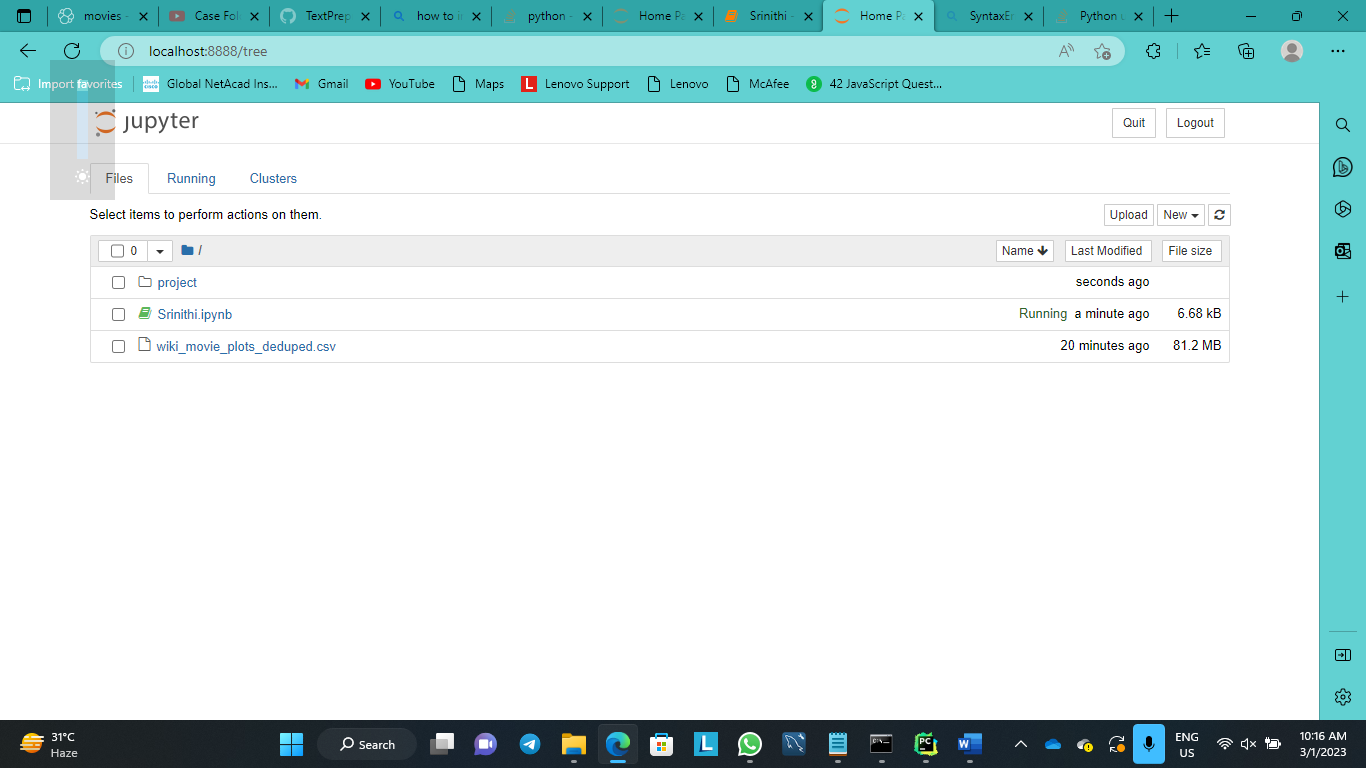 movies -
Case Fol
TextPrep
how to i
python -
Home Pa
Srinithi -
Home Pa
SyntaxEr
Python u
localhost:8888/tree
Import favorites
Global NetAcad Ins...
Gmail
YouTube
Maps
L
Lenovo Support
Lenovo
McAfee
8
42 JavaScript Quest...
jupyter
Quit
Logout
Files
Running
Clusters
Select items to perform actions on them.
Upload
New
0
/
Name
Last Modified
File size
project
seconds ago
Srinithi.ipynb
Running a minute ago
6.68 kB
wiki_movie_plots_deduped.csv
20 minutes ago
81.2 MB
31°C
Haze
Search
L
PC
W
ENG
US
10:16 AM
3/1/2023